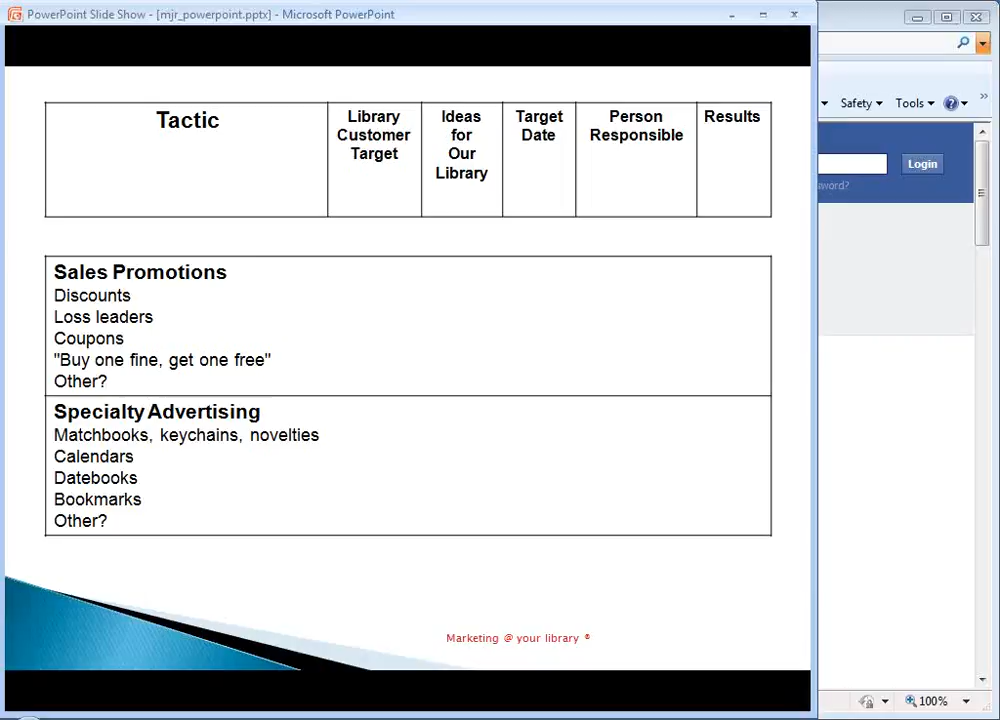 PowerPoint Slide Show - [mjr_powerpoint.pptx] - Microsoft PowerPoint
Safety
Tools
Tactic
Library
Customer
Target
Ideas
for
Our
Library
Target
Date
Person
Responsible
Results
Login
Sales Promotions
Discounts
Loss leaders
Coupons
"Buy one fine, get one free"
Other?
Specialty Advertising
Matchbooks, keychains, novelties
Calendars
Datebooks
Bookmarks
Other?
Marketing @ your library ®
100%